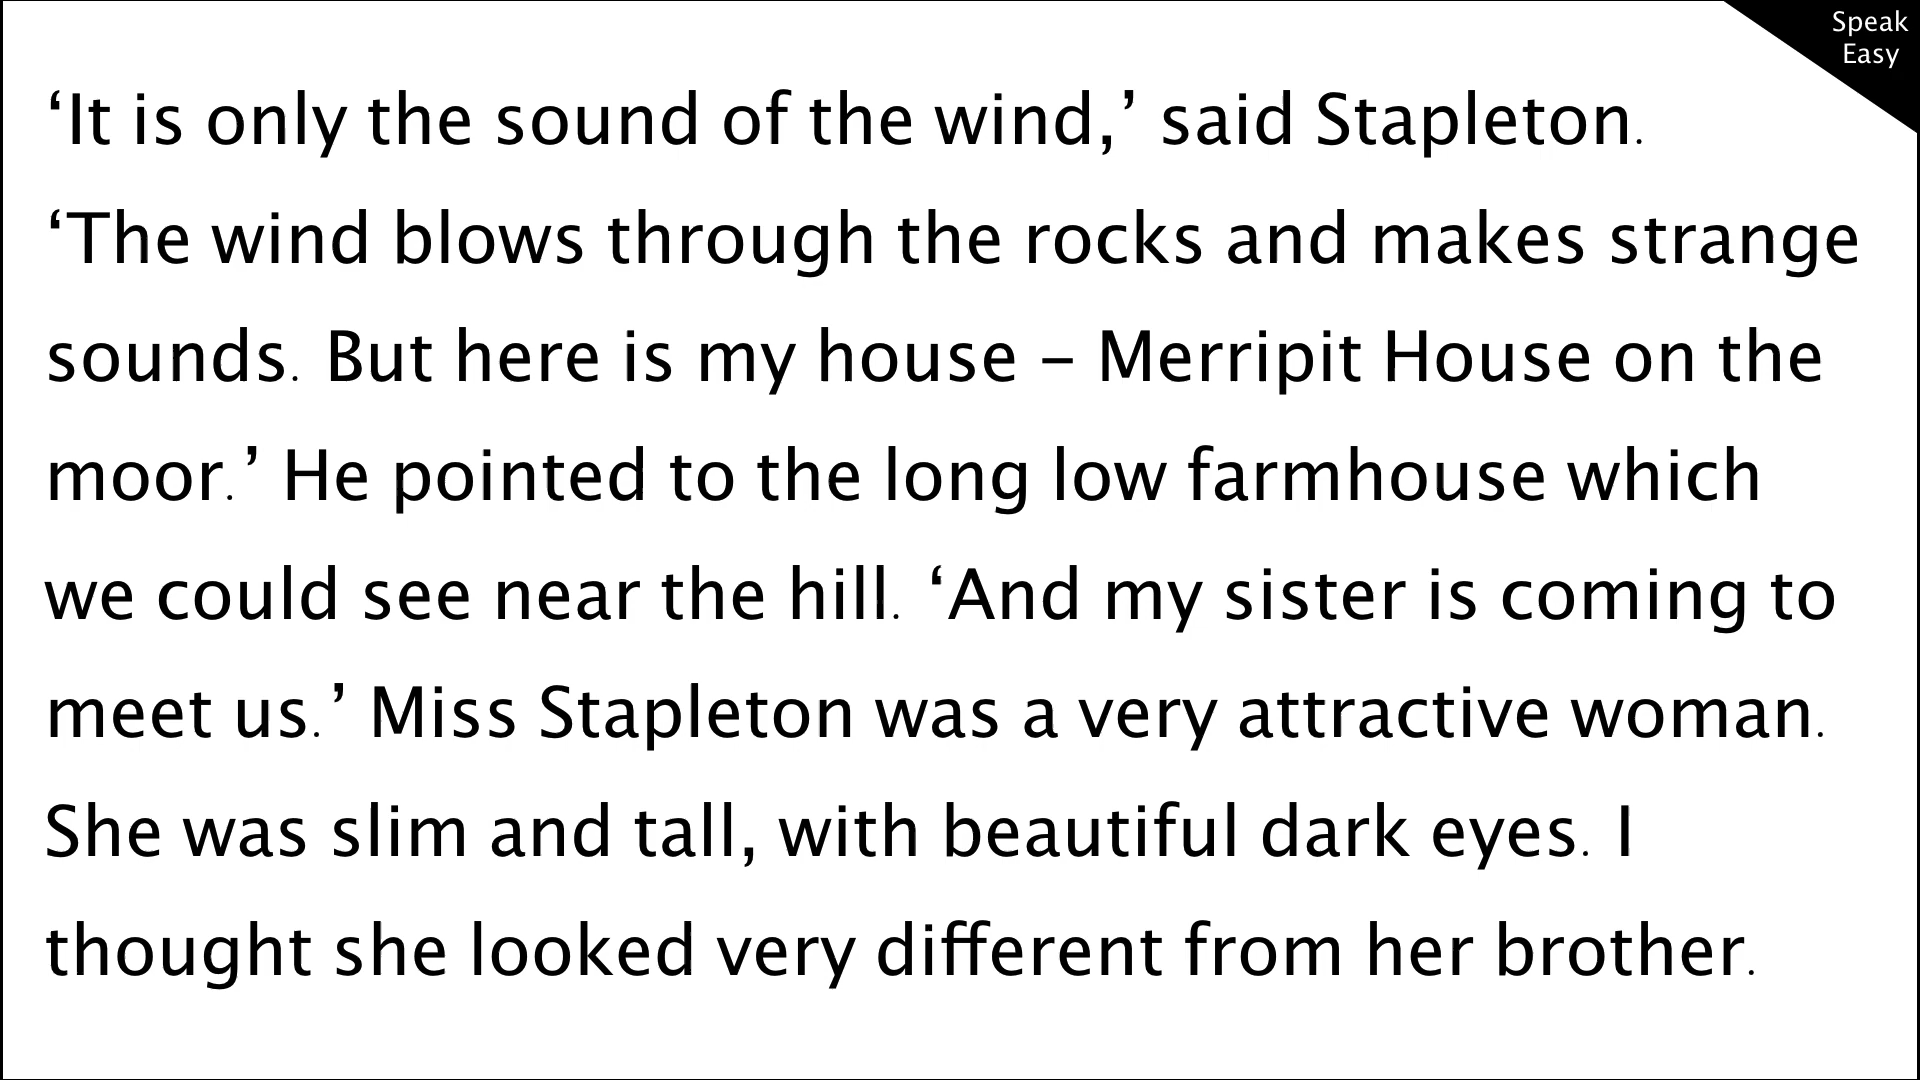 Speak
Easy
‘It is only the sound of the wind,’ said Stapleton.
‘The wind blows through the rocks and makes strange
sounds. But here is my house – Merripit House on the
moor.’ He pointed to the long low farmhouse which
we could see near the hill. ‘And my sister is coming to
meet us.’ Miss Stapleton was a very attractive woman.
She was slim and tall, with beautiful dark eyes. I
thought she looked very different from her brother.